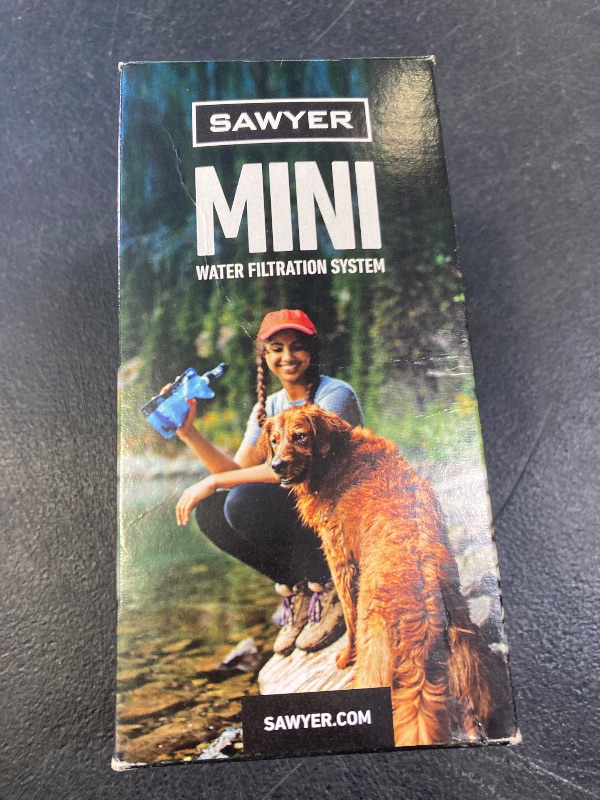 SAWYER
MINI
WATER FILTRATION SYSTEM
SAWYER.COM